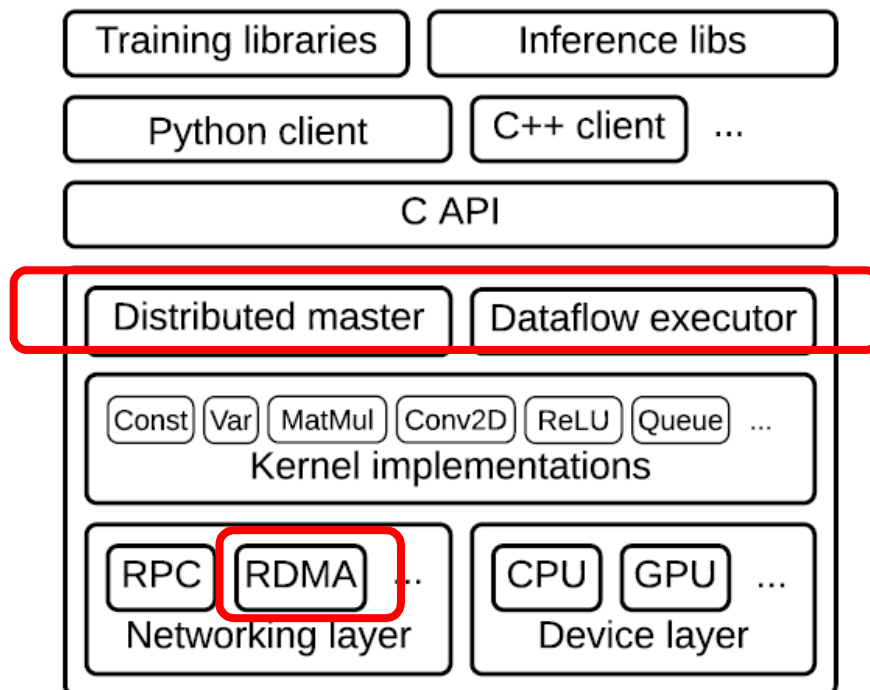 Training libraries Inference libs
Python client C++ client ...
C API
Distributed master Dataflow executor
Const Var MatMul Conv2D ReLU Queue ...
Kernel implementations
RPC RDMA ... CPU GPU ...
Networking layer Device layer